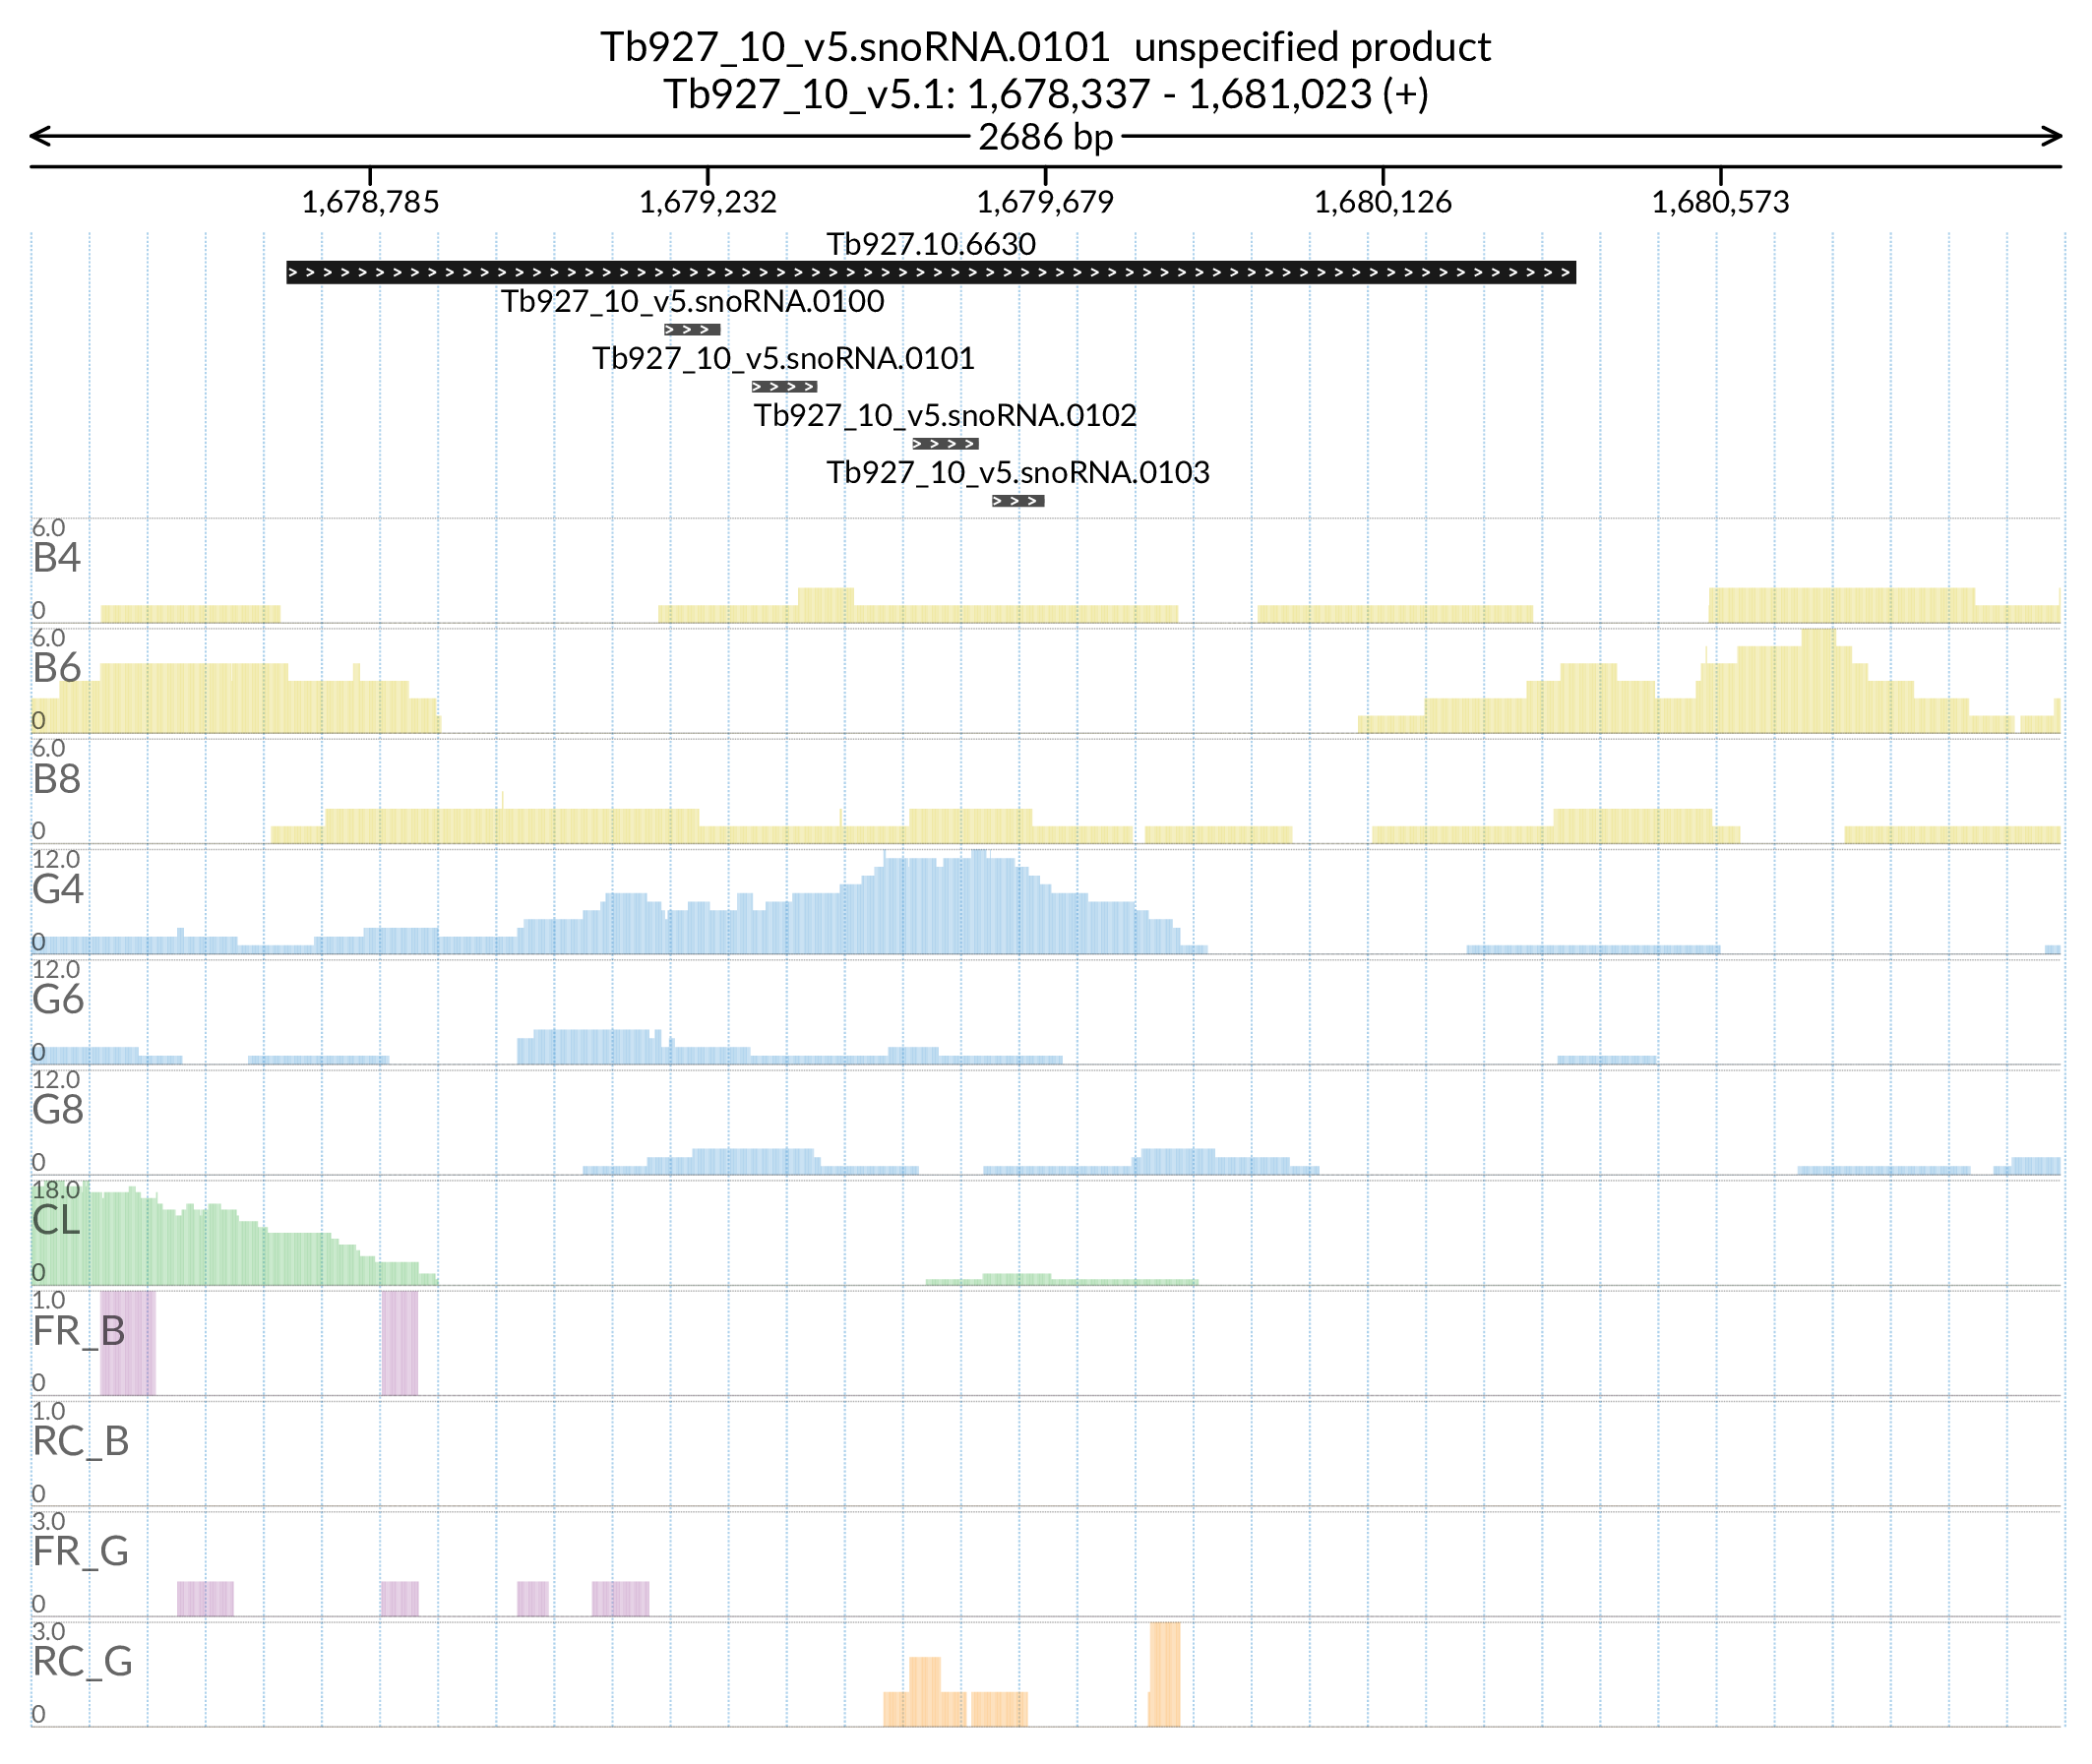 Tb927_10_v5.snoRNA.0101 unspecified product
Tb927_10_v5.1: 1,678,337 - 1,681,023 (+)
2686 bp
1,678,785 1,679,232 1,679,679 1,680,126 1,680,573
Tb927.10.6630
Tb927_10_v5.snoRNA.0100
Tb927_10_v5.snoRNA.0101
Tb927_10_v5.snoRNA.0102
Tb927_10_v5.snoRNA.0103
6.0
B4
0
6.0
B6
0
6.0
B8
0
12.0
G4
0
12.0
G6
0
12.0
G8
0
18.0
CL
0
1.0
FR_B
0
1.0
RC_B
0
3.0
FR_G
0
3.0
RC_G
0